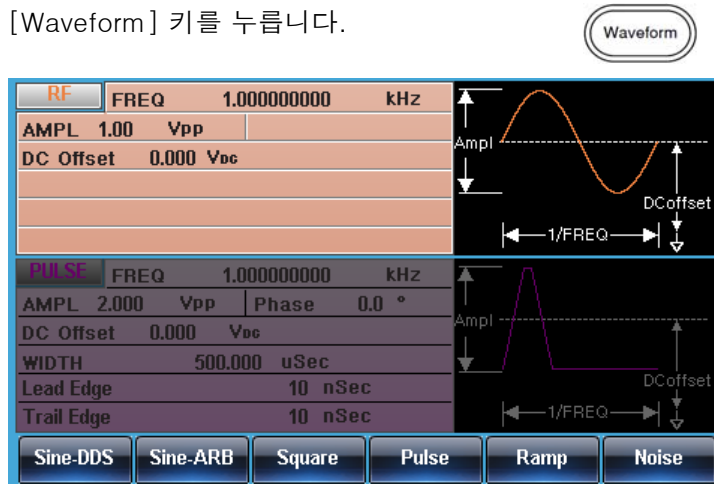 [Waveform] 키를 누릅니다.
Waveform
RF FREQ 1.000000000 kHz
AMPL 1.00 Vpp
DC Offset 0.000 VDC
Ampl
DCoffset
1/FREQ
PULSE FREQ 1.000000000 kHz
AMPL 2.000 Vpp Phase 0.0 °
DC Offset 0.000 VDC
WIDTH 500.000 uSec
Lead Edge 10 nSec
Trail Edge 10 nSec
Ampl
DCoffset
1/FREQ
Sine-DDS Sine-ARB Square Pulse Ramp Noise